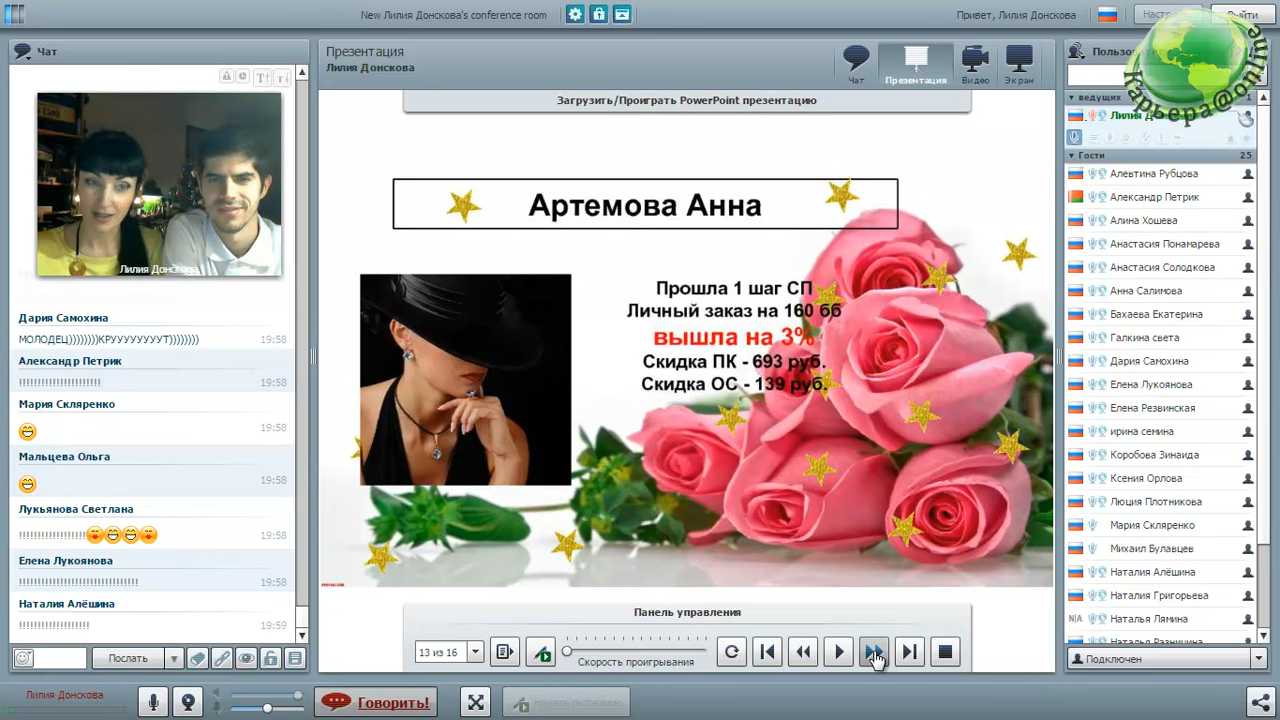 New Лилия Донскова's conference room
Привет, Лилия Донскова
Выйти
Чат
Лилия Донскова
Дария Самохина
МОЛОДЕЦ))))))))КРУУУУУУУТ))))))))
19:58
Александр Петрик
!!!!!!!!!!!!!!!!!!!!!!
19:58
Мария Скляренко
19:58
Мальцева Ольга
19:58
Лукьянова Светлана
!!!!!!!!!!!!!!!!!!
19:58
Елена Лукоянова
!!!!!!!!!!!!!!!!!!!!!!!!!!!!!!
19:58
Наталия Алёшина
!!!!!!!!!!!!!!!!!!!
19:59
Послать
Презентация
Лилия Донскова
Чат
Презентация
Видео
Экран
Загрузить/Проиграть PowerPoint презентацию
Артемова Анна
Прошла 1 шаг СП
Личный заказ на 160 бб
вышла на 3%
Скидка ПК - 693 руб.
Скидка ОС - 139 руб.
Панель управления
13 из 16
Скорость проигрывания
карьера@online
ведущих 1
Лилия
Гости 25
Алевтина Рубцова
Александр Петрик
Алина Хошева
Анастасия Понамарева
Анастасия Солодкова
Анна Салимова
Бахаева Екатерина
Галкина света
Дария Самохина
Елена Лукоянова
Елена Резвинская
ирина семина
Коробова Зинаида
Ксения Орлова
Люция Плотникова
Мария Скляренко
Михаил Булавцев
Наталия Алёшина
Наталия Григорьева
N/A Наталья Лямина
Наталья Разничина
Подключен
Лилия Донскова
Говорить!